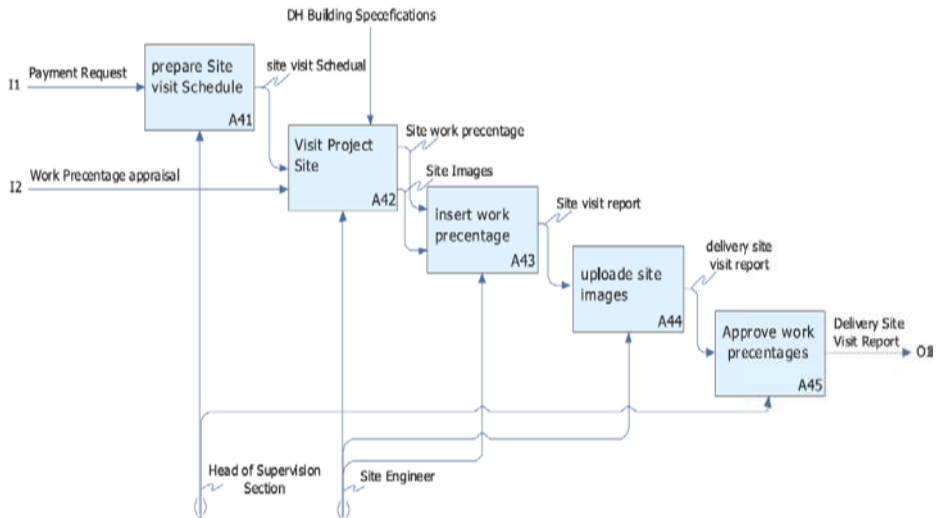 DH Building Specefications
I1
Payment Request
prepare Site
visit Schedule
A41
site visit Schedual
I2
Work Precentage appraisal
Visit Project
Site
A42
Site work precentage
Site Images
insert work
precentage
A43
Site visit report
uploade site
images
A44
delivery site
visit report
Approve work
precentages
A45
Delivery Site
Visit Report
Head of Supervision
Section
Site Engineer